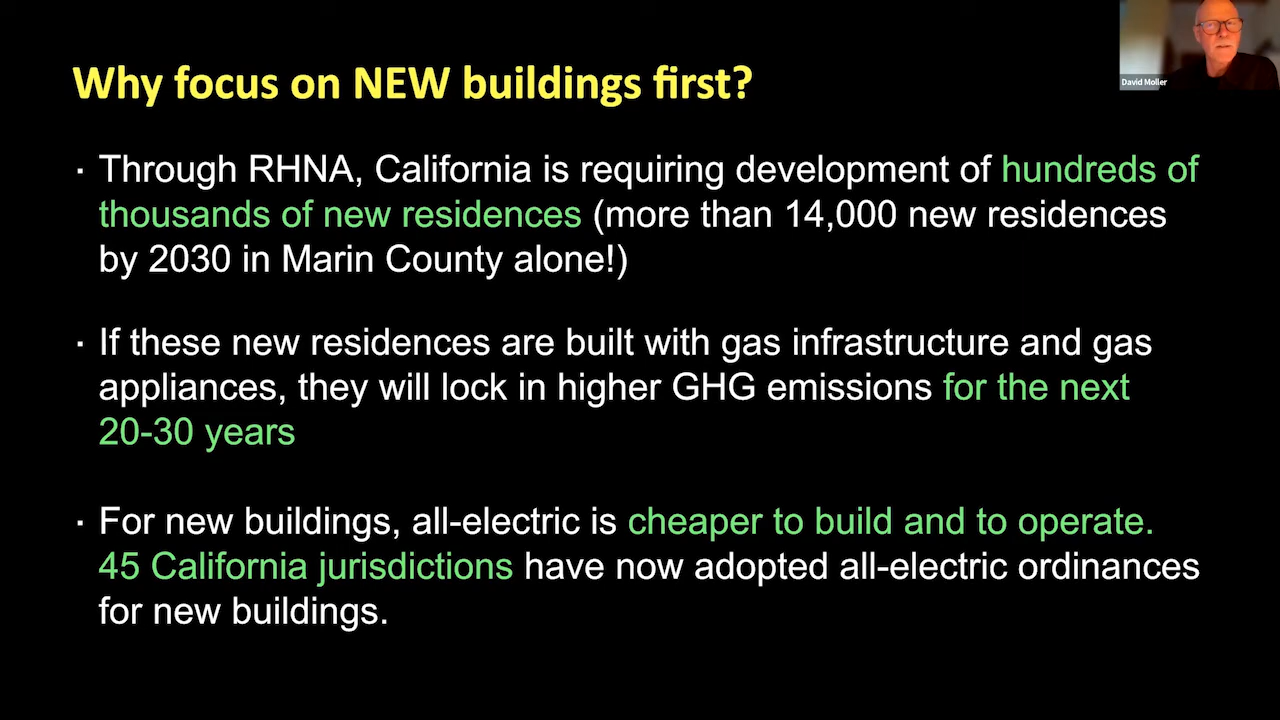 Why focus on NEW buildings first?
David Moller
· Through RHNA, California is requiring development of hundreds of
thousands of new residences (more than 14,000 new residences
by 2030 in Marin County alone!)
· If these new residences are built with gas infrastructure and gas
appliances, they will lock in higher GHG emissions for the next
20-30 years
· For new buildings, all-electric is cheaper to build and to operate.
45 California jurisdictions have now adopted all-electric ordinances
for new buildings.